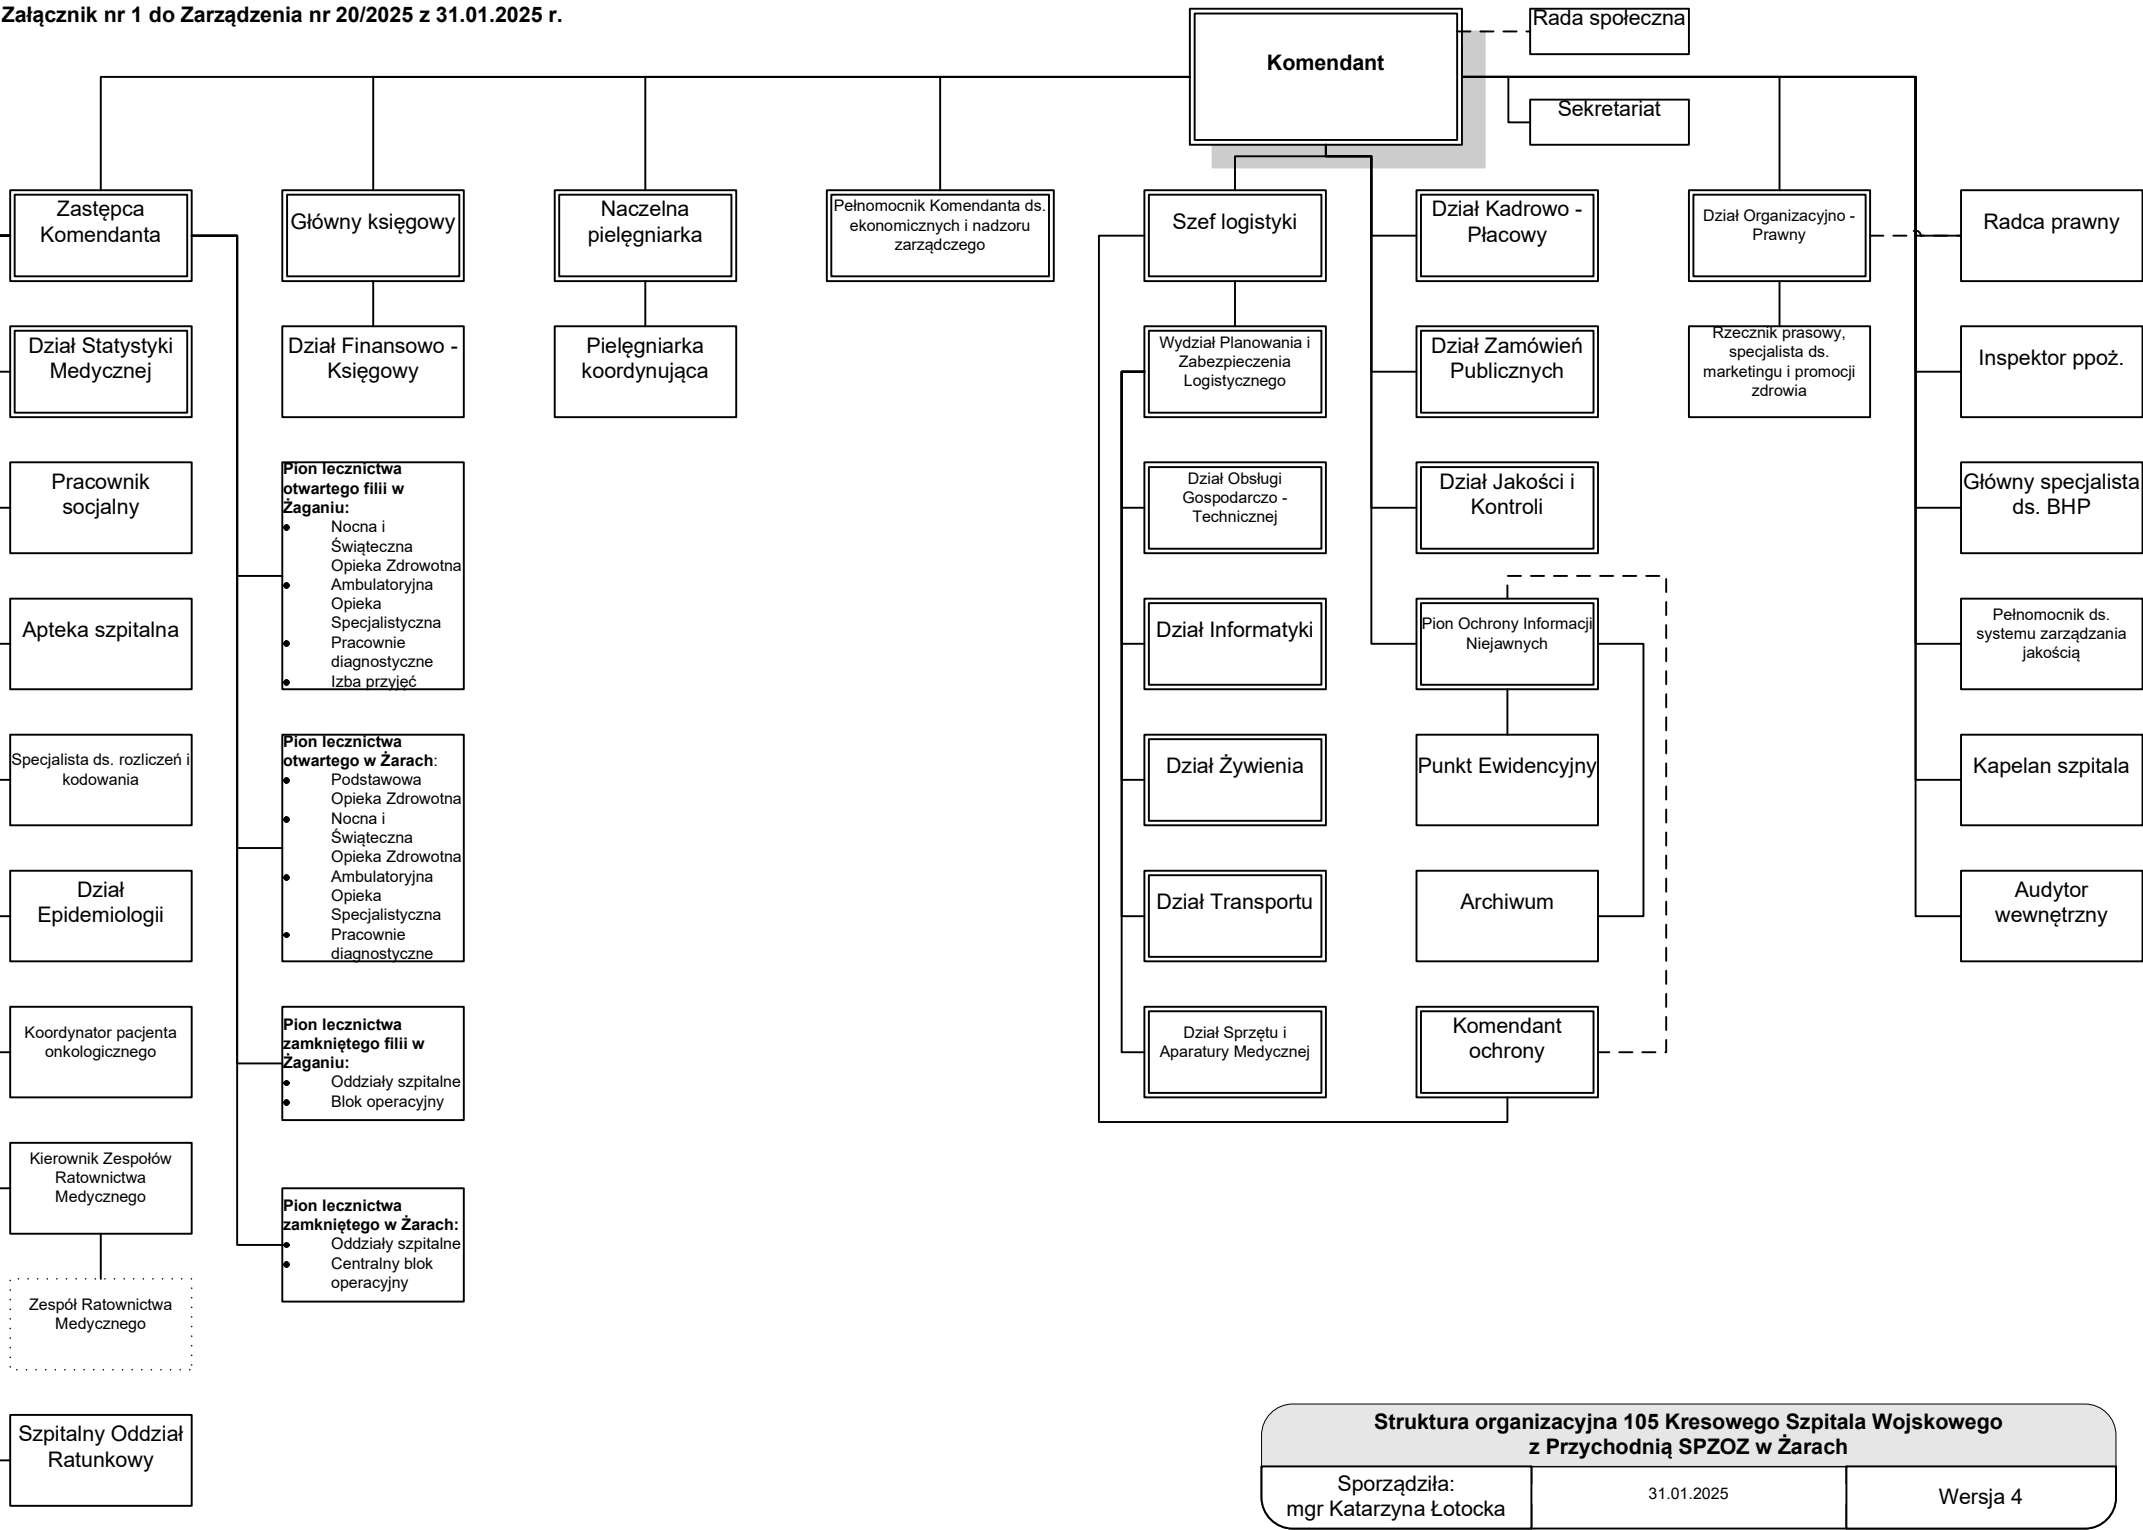 Załącznik nr 1 do Zarządzenia nr 20/2025 z 31.01.2025 r.
Komendant
Rada społeczna
Sekretariat
Zastępca
Komendanta
Główny księgowy
Naczelna
pielęgniarka
Pełnomocnik Komendanta ds.
ekonomicznych i nadzoru
zarządczego
Szef logistyki
Dział Kadrowo -
Płacowy
Dział Organizacyjno -
Prawny
Radca prawny
Dział Statystyki
Medycznej
Dział Finansowo -
Księgowy
Pielęgniarka
koordynująca
Wydział Planowania i
Zabezpieczenia
Logistycznego
Dział Zamówień
Publicznych
Rzecznik prasowy,
specjalista ds.
marketingu i promocji
zdrowia
Inspektor ppoż.
Pracownik
socjalny
Pion lecznictwa
otwartego filii w
Żaganiu:
• Nocna i
Świąteczna
Opieka Zdrowotna
• Ambulatoryjna
Opieka
Specjalistyczna
• Pracownie
diagnostyczne
• Izba przyjęć
Dział Obsługi
Gospodarczo -
Technicznej
Dział Jakości i
Kontroli
Główny specjalista
ds. BHP
Apteka szpitalna
Dział Informatyki
Pion Ochrony Informacji
Niejawnych
Pełnomocnik ds.
systemu zarządzania
jakością
Specjalista ds. rozliczeń i
kodowania
Pion lecznictwa
otwartego w Żarach:
• Podstawowa
Opieka Zdrowotna
• Nocna i
Świąteczna
Opieka Zdrowotna
• Ambulatoryjna
Opieka
Specjalistyczna
• Pracownie
diagnostyczne
Dział Żywienia
Punkt Ewidencyjny
Kapelan szpitala
Dział
Epidemiologii
Dział Transportu
Archiwum
Audytor
wewnętrzny
Koordynator pacjenta
onkologicznego
Pion lecznictwa
zamkniętego filii w
Żaganiu:
• Oddziały szpitalne
• Blok operacyjny
Dział Sprzętu i
Aparatury Medycznej
Komendant
ochrony
Kierownik Zespołów
Ratownictwa
Medycznego
Pion lecznictwa
zamkniętego w Żarach:
• Oddziały szpitalne
• Centralny blok
operacyjny
Zespół Ratownictwa
Medycznego
Szpitalny Oddział
Ratunkowy
Struktura organizacyjna 105 Kresowego Szpitala Wojskowego
z Przychodnią SPZOZ w Żarach
Sporządziła:
mgr Katarzyna Łotocka
31.01.2025
Wersja 4